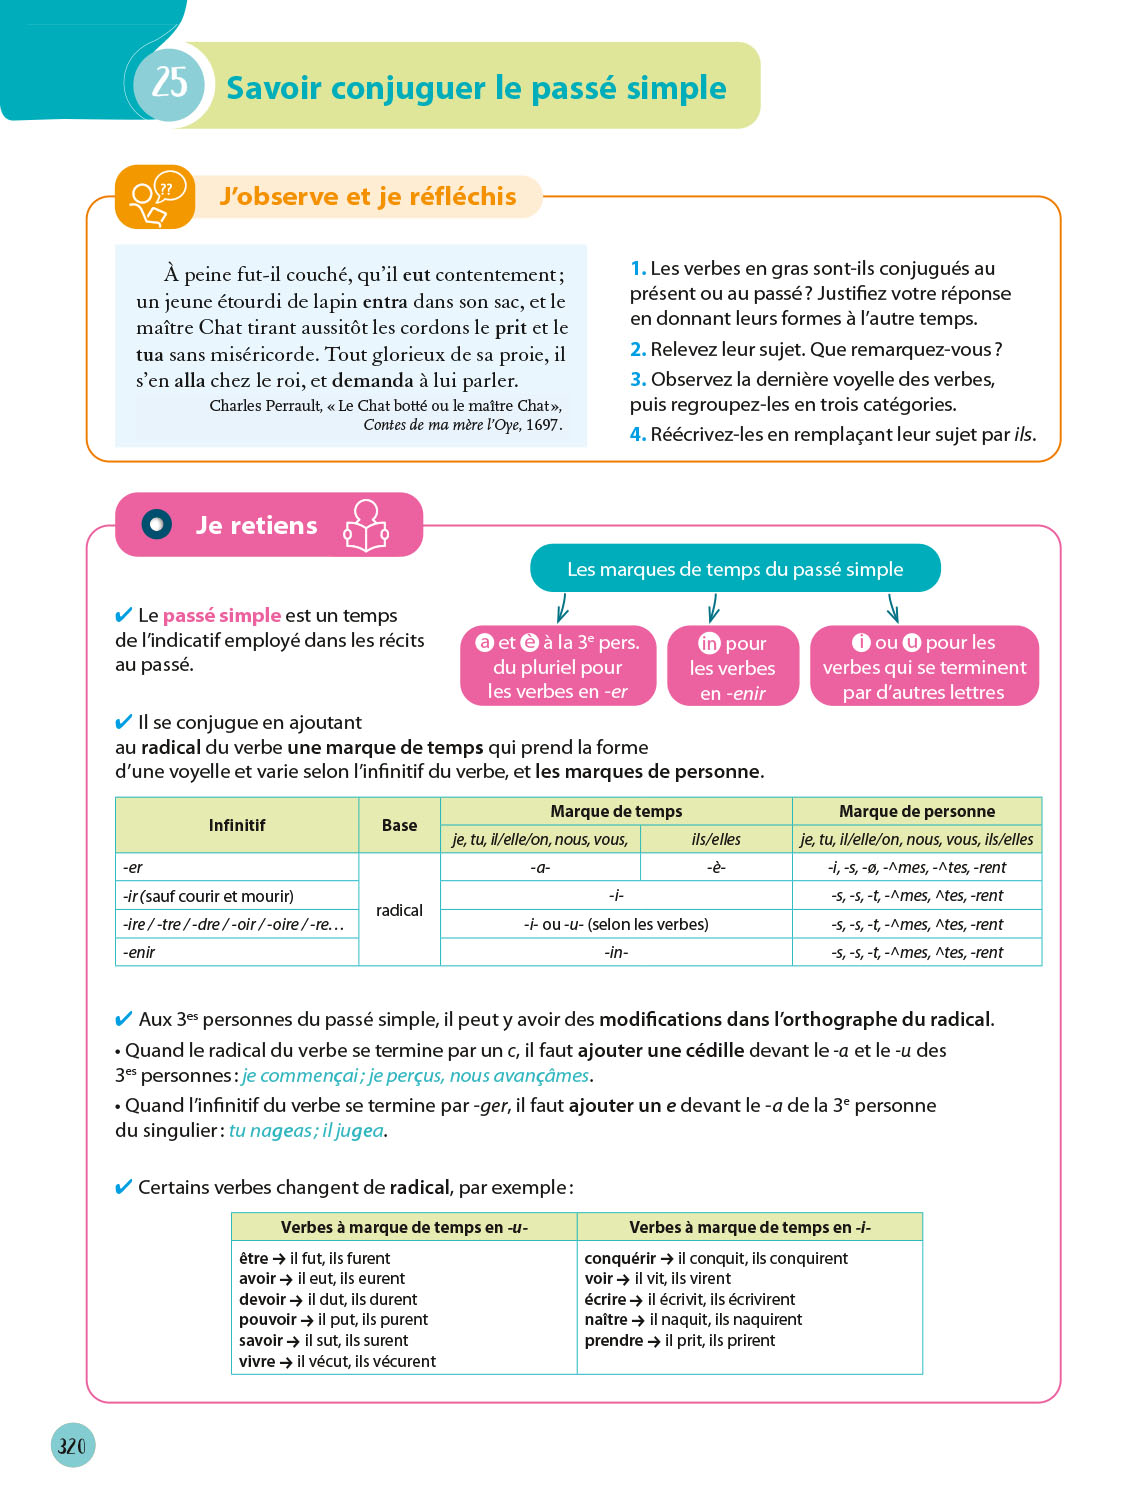 25
Savoir conjuguer le passé simple
??
J'observe et je réfléchis
À peine fut-il couché, qu'il eut contentement ;
un jeune étourdi de lapin entra dans son sac, et le
maître Chat tirant aussitôt les cordons le prit et le
tua sans miséricorde. Tout glorieux de sa proie, il
s'en alla chez le roi, et demanda à lui parler.
Charles Perrault, « Le Chat botté ou le maître Chat »,
Contes de ma mère l'Oye, 1697.
1. Les verbes en gras sont-ils conjugués au
présent ou au passé ? Justifiez votre réponse
en donnant leurs formes à l'autre temps.
2. Relevez leur sujet. Que remarquez-vous ?
3. Observez la dernière voyelle des verbes,
puis regroupez-les en trois catégories.
4. Réécrivez-les en remplaçant leur sujet par ils.
Je retiens
Les marques de temps du passé simple
a et è à la 3e pers.
du pluriel pour
les verbes en -er
in pour
les verbes
en -enir
i ou u pour les
verbes qui se terminent
par d'autres lettres
✔ Le passé simple est un temps
de l'indicatif employé dans les récits
au passé.
✔ Il se conjugue en ajoutant
au radical du verbe une marque de temps qui prend la forme
d'une voyelle et varie selon l'infinitif du verbe, et les marques de personne.
Infinitif Base Marque de temps Marque de personne
je, tu, il/elle/on, nous, vous, ils/elles je, tu, il/elle/on, nous, vous, ils/elles
-er radical -a- -è- -i, -s, -ø, -^mes, -^tes, -rent
-ir (sauf courir et mourir) -i- -s, -s, -t, -^mes, ^tes, -rent
-ire / -tre / -dre / -oir / -oire / -re… -i- ou -u- (selon les verbes) -s, -s, -t, -^mes, ^tes, -rent
-enir -in- -s, -s, -t, -^mes, ^tes, -rent
✔ Aux 3es personnes du passé simple, il peut y avoir des modifications dans l'orthographe du radical.
• Quand le radical du verbe se termine par un c, il faut ajouter une cédille devant le -a et le -u des
3es personnes : je commençai ; je perçus, nous avançâmes.
• Quand l'infinitif du verbe se termine par -ger, il faut ajouter un e devant le -a de la 3e personne
du singulier : tu nageas ; il jugea.
✔ Certains verbes changent de radical, par exemple :
Verbes à marque de temps en -u- Verbes à marque de temps en -i-
être → il fut, ils furent
avoir → il eut, ils eurent
devoir → il dut, ils durent
pouvoir → il put, ils purent
savoir → il sut, ils surent
vivre → il vécut, ils vécurent
conquérir → il conquit, ils conquirent
voir → il vit, ils virent
écrire → il écrivit, ils écrivirent
naître → il naquit, ils naquirent
prendre → il prit, ils prirent
320